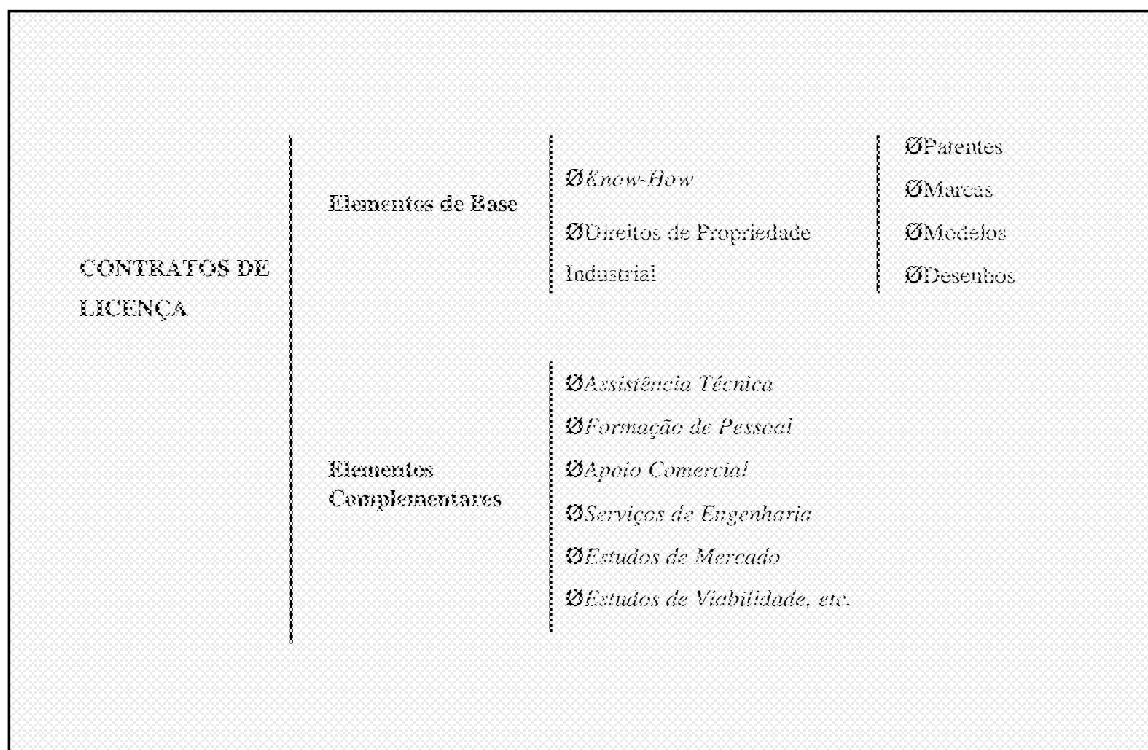 CONTRATOS DE
LICENÇA
Elementos de Base
ØKnow-How
ØDireitos de Propriedade
Industrial
ØPatentes
ØMarcas
ØModelos
ØDesenhos
Elementos
Complementares
ØAssistência Técnica
ØFormação de Pessoal
ØApoio Comercial
ØServiços de Engenharia
ØEstudos de Mercado
ØEstudos de Viabilidade, etc.